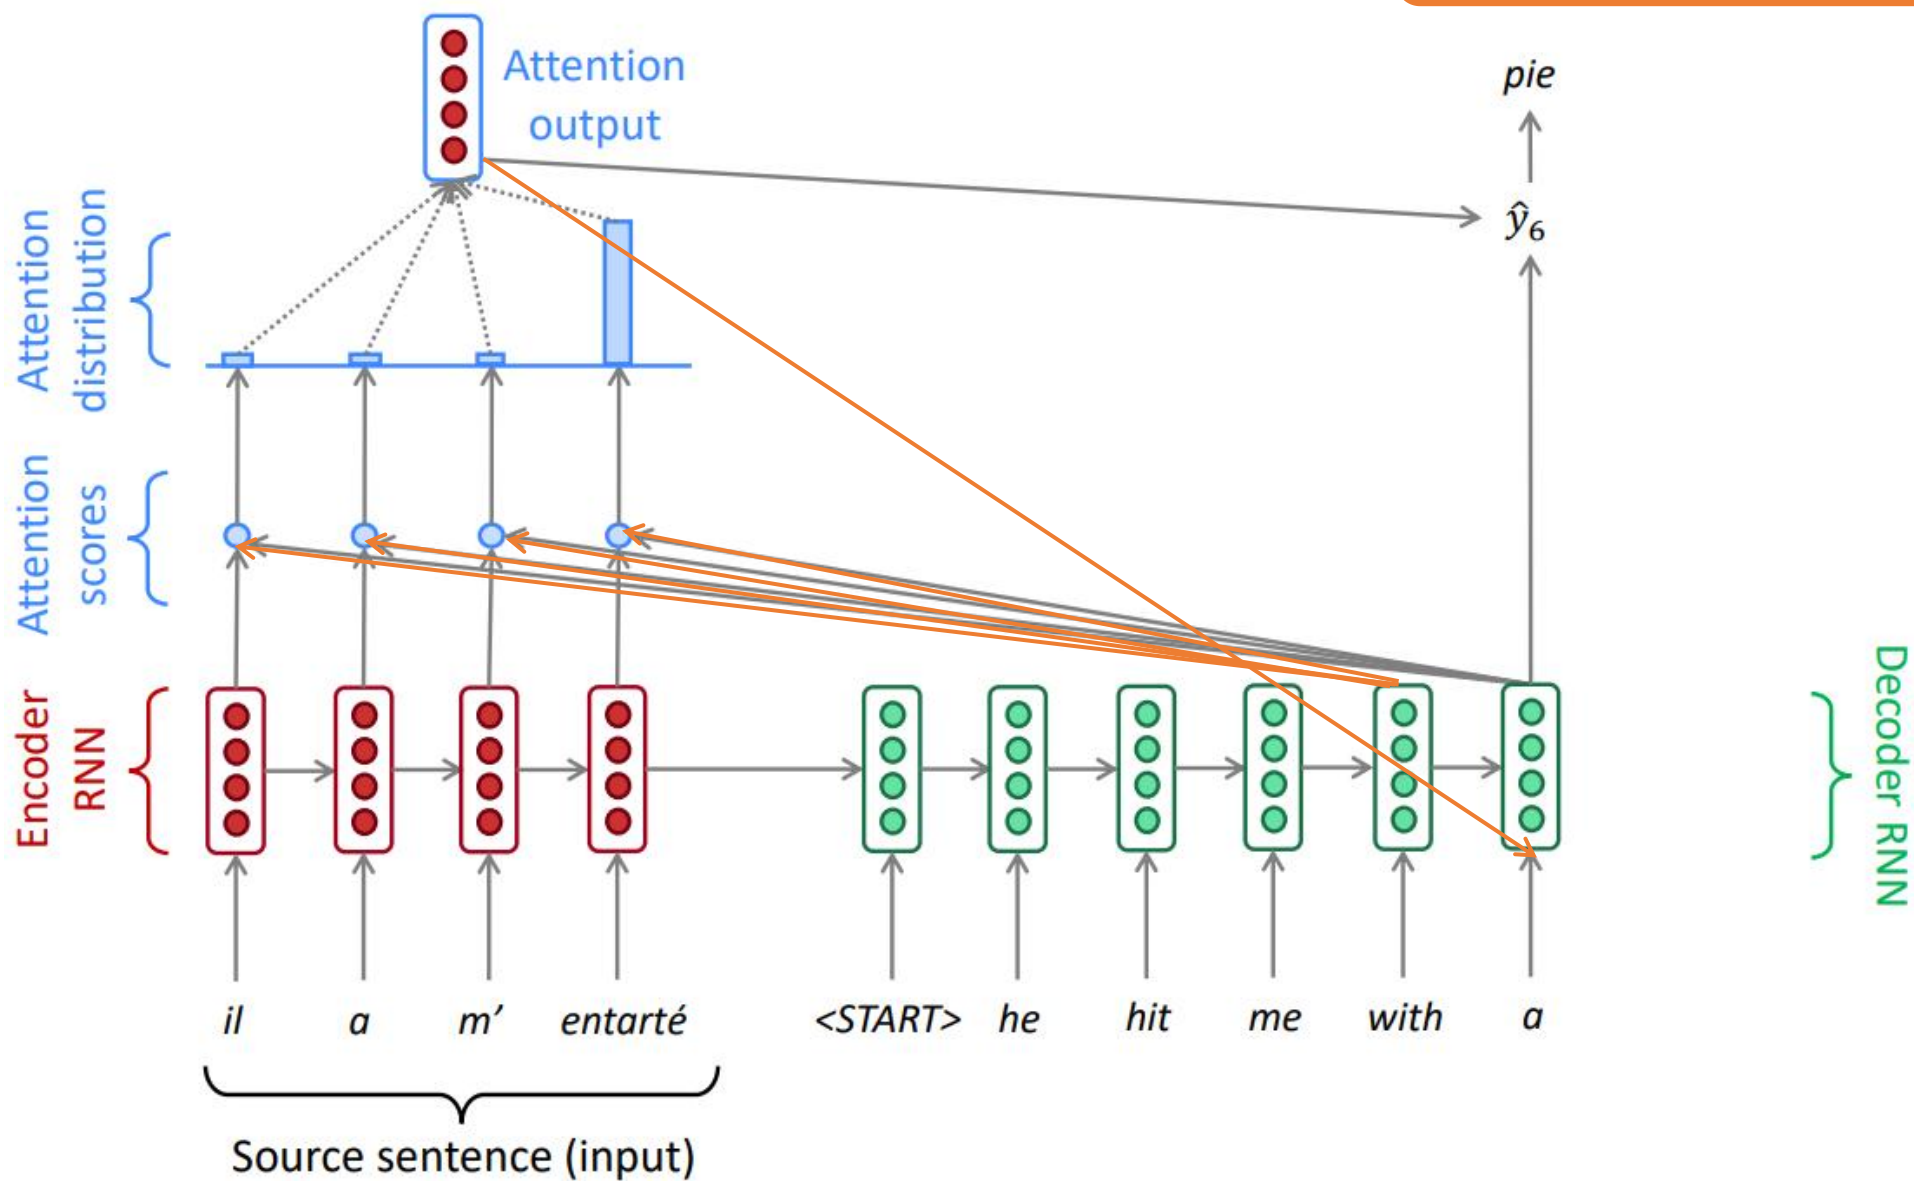 Attention
output
pie
ŷ₆
Attention
distribution
Attention
scores
Encoder
RNN
Decoder RNN
il a m’ entarté <START> he hit me with a
Source sentence (input)